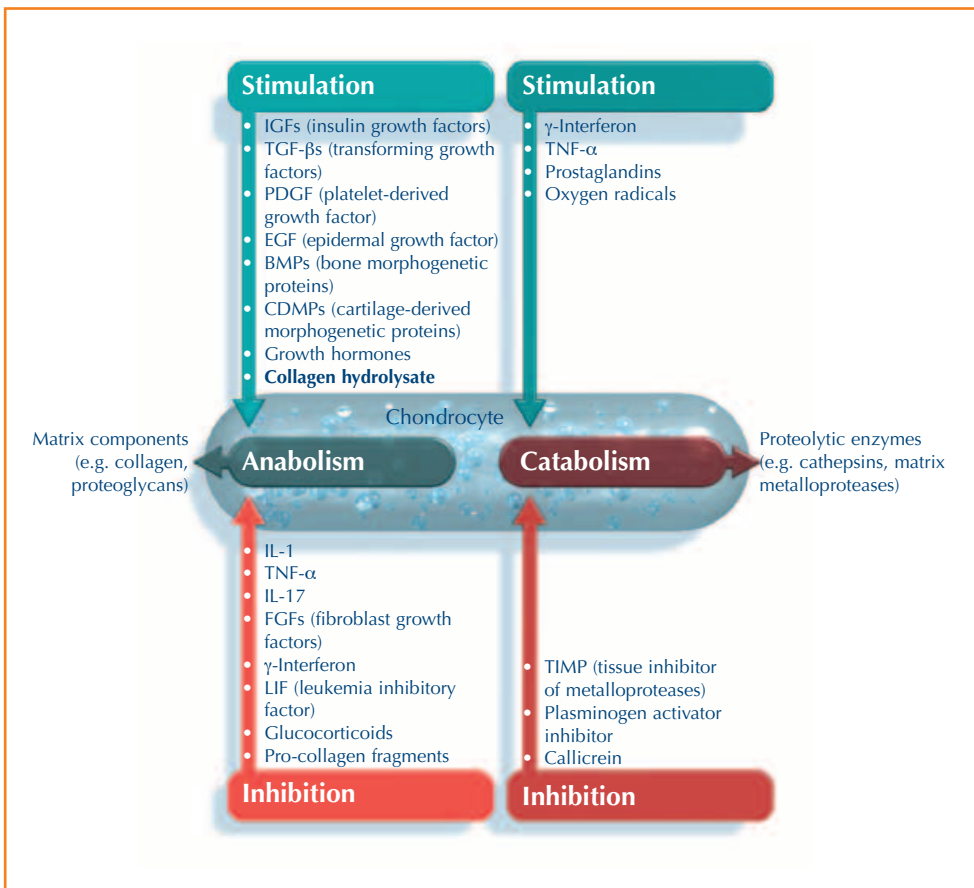 Stimulation
• IGFs (insulin growth factors)
• TGF-βs (transforming growth
factors)
• PDGF (platelet-derived
growth factor)
• EGF (epidermal growth factor)
• BMPs (bone morphogenetic
proteins)
• CDMPs (cartilage-derived
morphogenetic proteins)
• Growth hormones
• Collagen hydrolysate
Stimulation
• γ-Interferon
• TNF-α
• Prostaglandins
• Oxygen radicals
Chondrocyte
Matrix components
(e.g. collagen,
proteoglycans)
Anabolism
Catabolism
Proteolytic enzymes
(e.g. cathepsins, matrix
metalloproteases)
• IL-1
• TNF-α
• IL-17
• FGFs (fibroblast growth
factors)
• γ-Interferon
• LIF (leukemia inhibitory
factor)
• Glucocorticoids
• Pro-collagen fragments
Inhibition
• TIMP (tissue inhibitor
of metalloproteases)
• Plasminogen activator
inhibitor
• Callicrein
Inhibition